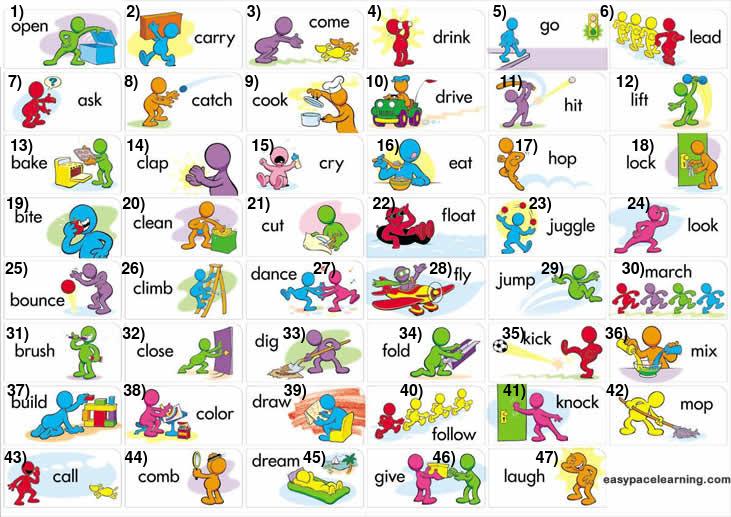 1) open
2) carry
3) come
4) drink
5) go
6) lead
7) ask
8) catch
9) cook
10) drive
11) hit
12) lift
13) bake
14) clap
15) cry
16) eat
17) hop
18) lock
19) bite
20) clean
21) cut
22) float
23) juggle
24) look
25) bounce
26) climb
27) dance
28) fly
29) jump
30) march
31) brush
32) close
33) dig
34) fold
35) kick
36) mix
37) build
38) color
39) draw
40) follow
41) knock
42) mop
43) call
44) comb
45) dream
46) give
47) laugh
easypacelearning.com